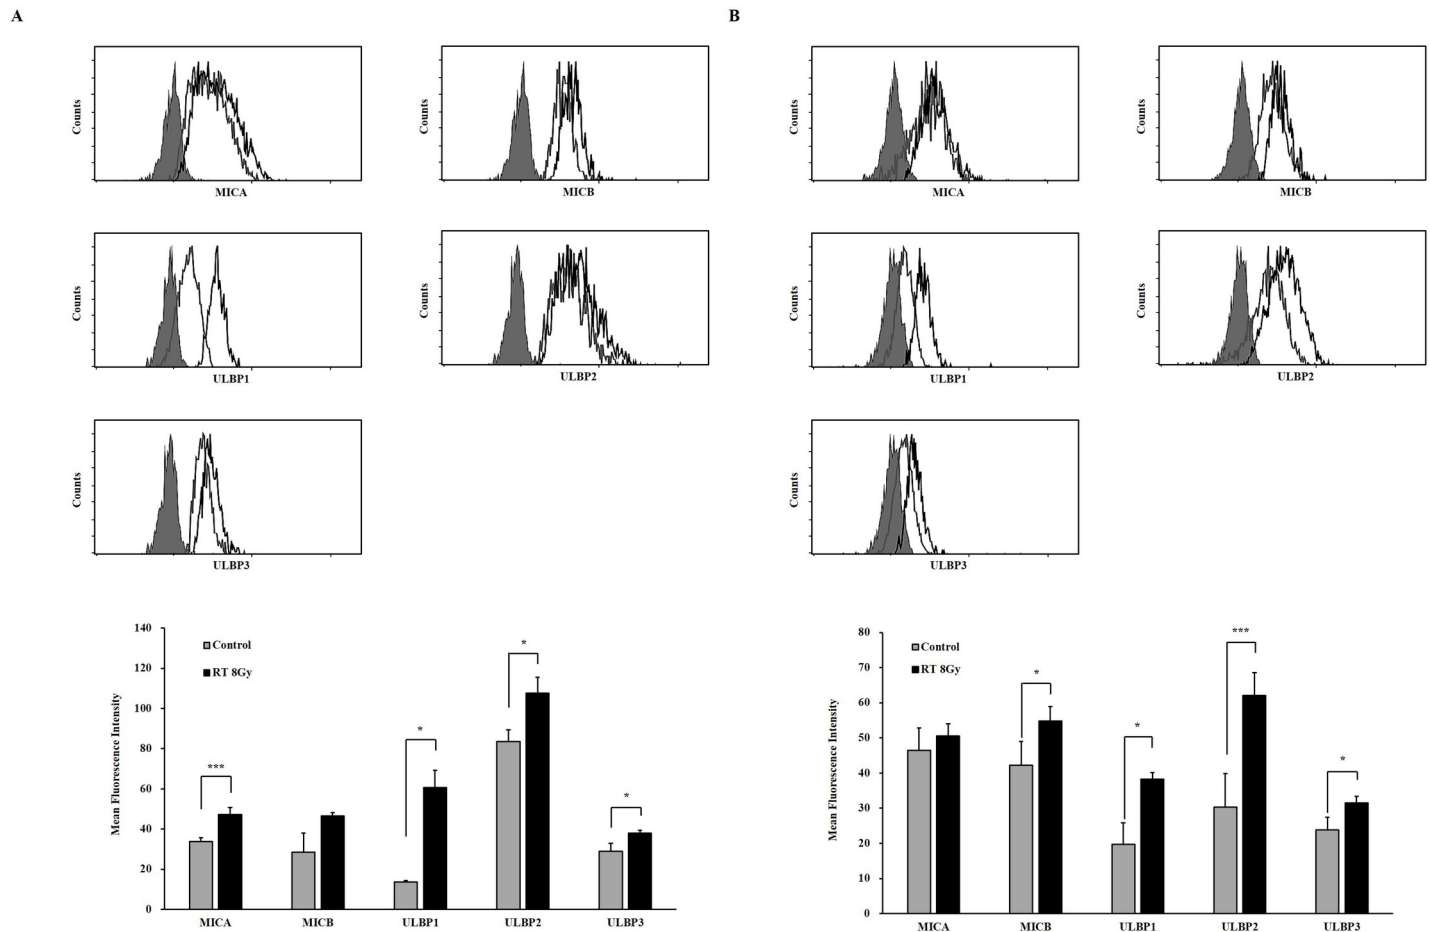 A
B
Counts
MICA
Counts
MICB
Counts
MICA
Counts
MICB
Counts
ULBP1
Counts
ULBP2
Counts
ULBP1
Counts
ULBP2
Counts
ULBP3
Counts
ULBP3
Mean Fluorescence Intensity
140
120
100
80
60
40
20
0
Control
RT 8Gy
***
*
*
*
MICA
MICB
ULBP1
ULBP2
ULBP3
Mean Fluorescence Intensity
80
70
60
50
40
30
20
10
0
Control
RT 8Gy
*
*
***
*
MICA
MICB
ULBP1
ULBP2
ULBP3